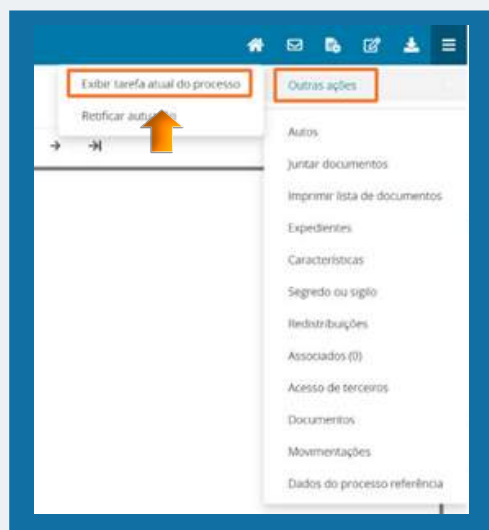 Exibir tarefa atual do processo
Retificar
Outras ações
Autos
Juntar documentos
Imprimir lista de documentos
Expedientes
Características
Segredo ou sigilo
Redistribuições
Associados (0)
Acesso de terceiros
Documentos
Movimentações
Dados do processo referência